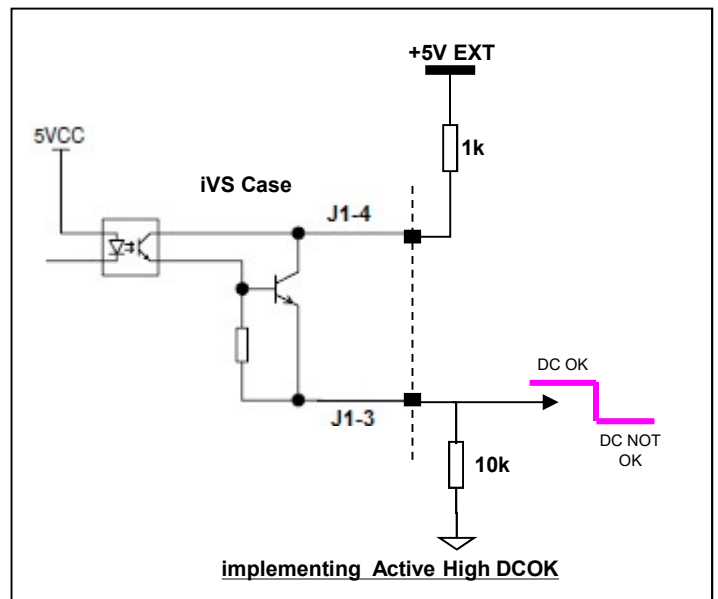 +5V EXT
5VCC
1k
iVS Case
J1-4
DC OK
J1-3
DC NOT
OK
10k
implementing Active High DCOK